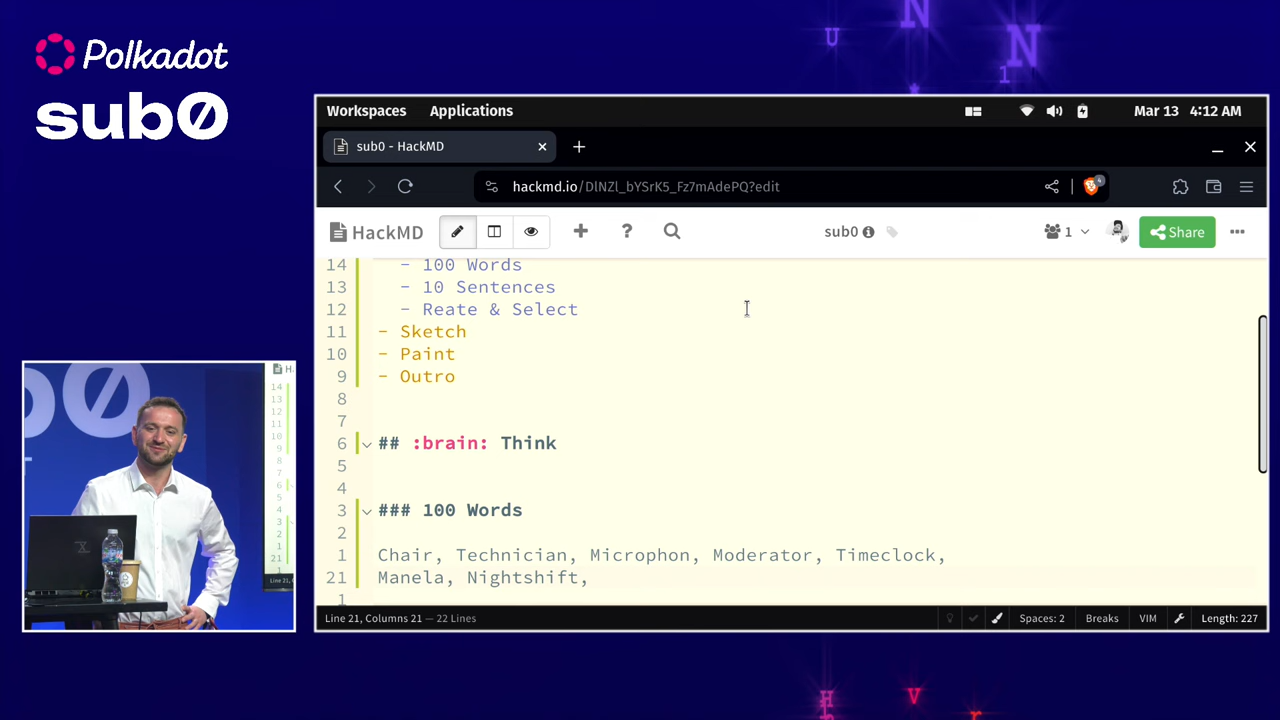 Polkadot
sub0
U N N 1
Workspaces Applications Mar 13 4:12 AM
sub0 - HackMD
hackmd.io/DlNZl_bYSrK5_Fz7mAdePQ?edit 4
HackMD sub0 1 Share
14 - 100 Words
13 - 10 Sentences
12 - Reate & Select
11 - Sketch
10 - Paint
9 - Outro
8
7
6 ## :brain: Think
5
4
3 ### 100 Words
2
1 Chair, Technician, Microphon, Moderator, Timeclock,
21 Manela, Nightshift,
1
Line 21, Columns 21 — 22 Lines Spaces: 2 Breaks VIM Length: 227
H V